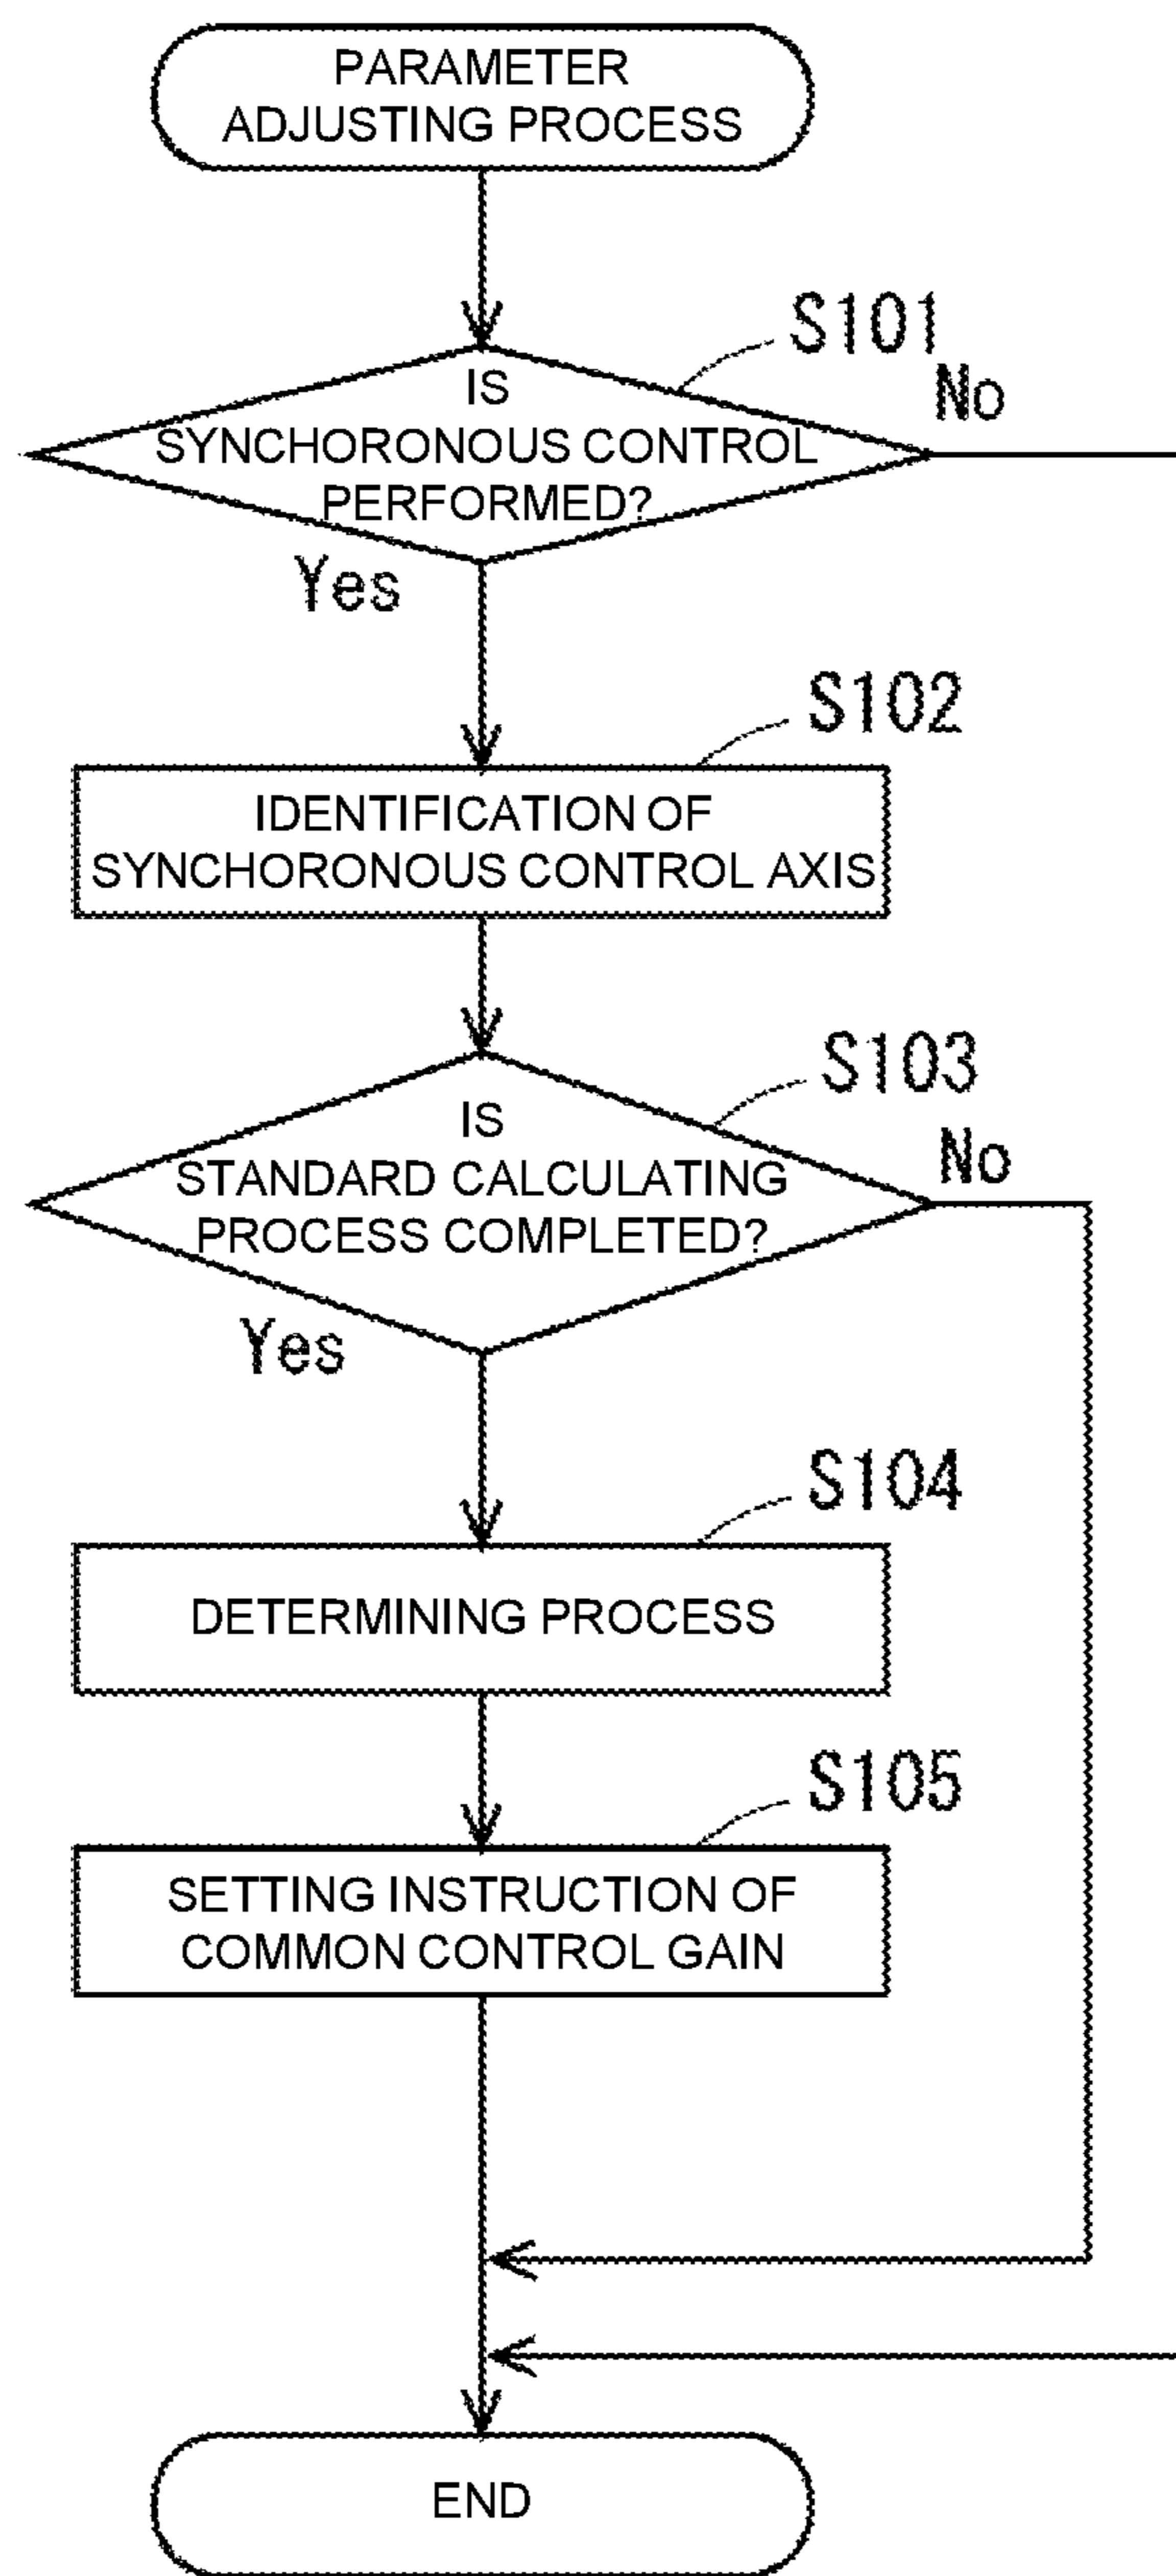 PARAMETER
ADJUSTING PROCESS
S101
No
IS
SYNCHORONOUS CONTROL
PERFORMED?
Yes
S102
IDENTIFICATION OF
SYNCHORONOUS CONTROL AXIS
S103
No
IS
STANDARD CALCULATING
PROCESS COMPLETED?
Yes
S104
DETERMINING PROCESS
S105
SETTING INSTRUCTION OF
COMMON CONTROL GAIN
END